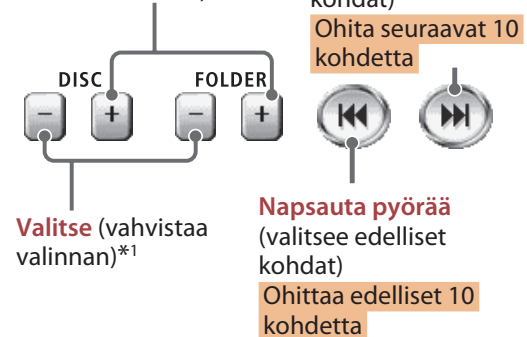 kohdat)
Ohita seuraavat 10
kohdetta
DISC
FOLDER
− + − +
Valitse (vahvistaa
valinnan)*1
Napsauta pyörää
(valitsee edelliset
kohdat)
Ohittaa edelliset 10
kohdetta